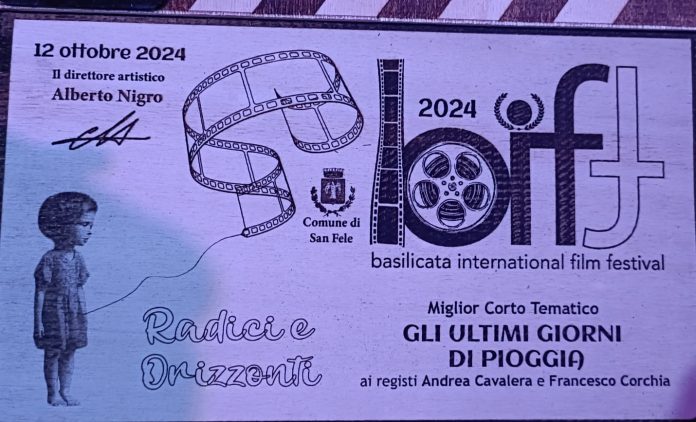 12 ottobre 2024
Il direttore artistico
Alberto Nigro
2024
biff
basilicata international film festival
Comune di
San Fele
Radici e
Orizzonti
Miglior Corto Tematico
GLI ULTIMI GIORNI
DI PIOGGIA
ai registi Andrea Cavalera e Francesco Corchia